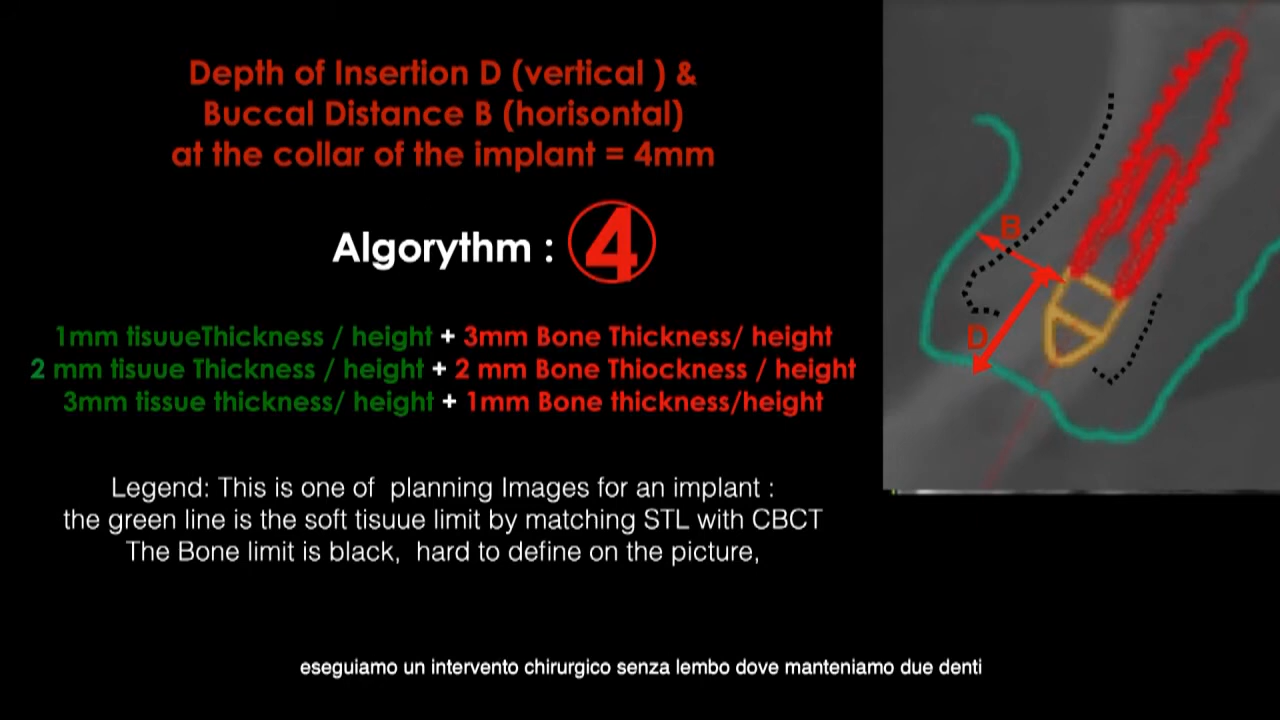 Depth of Insertion D (vertical ) &
Buccal Distance B (horisontal)
at the collar of the implant = 4mm
Algorythm : 4
1mm tisuueThickness / height + 3mm Bone Thickness/ height
2 mm tisuue Thickness / height + 2 mm Bone Thiockness / height
3mm tissue thickness/ height + 1mm Bone thickness/height
Legend: This is one of planning Images for an implant :
the green line is the soft tisuue limit by matching STL with CBCT
The Bone limit is black, hard to define on the picture,
B
D
eseguiamo un intervento chirurgico senza lembo dove manteniamo due denti